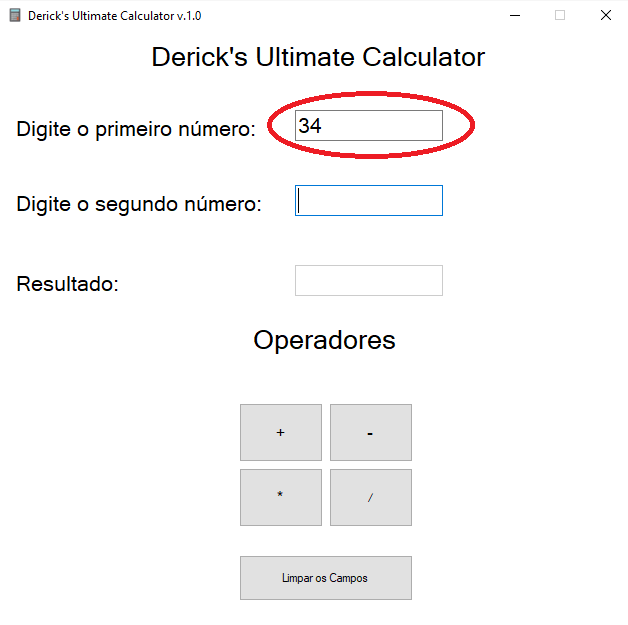 Derick's Ultimate Calculator v.1.0
Derick's Ultimate Calculator
Digite o primeiro número: 34
Digite o segundo número:
Resultado:
Operadores
+ -
* /
Limpar os Campos